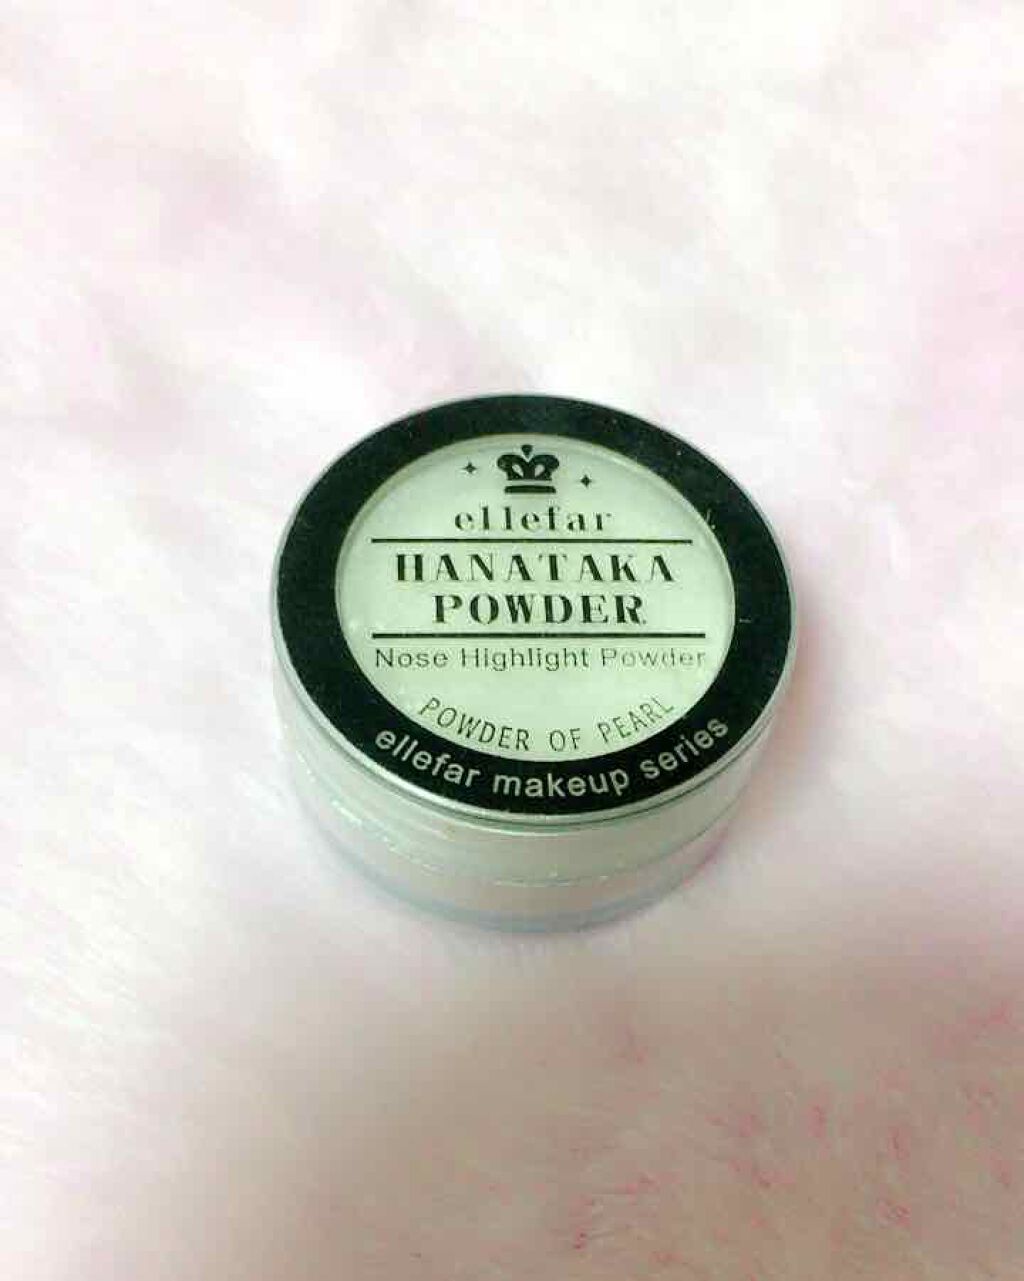 ellefar
HANATAKA
POWDER
Nose Highlight Powder
POWDER OF PEARL
ellefar makeup series